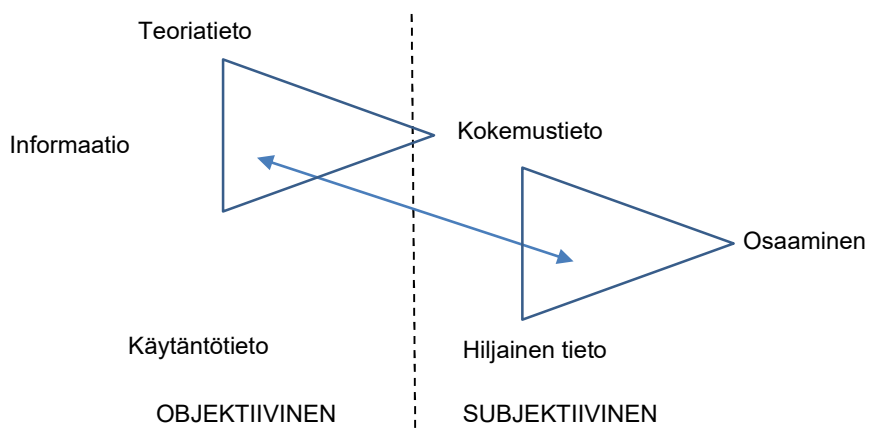 Teoriatieto
Informaatio
Kokemustieto
Osaaminen
Käytäntötieto
Hiljainen tieto
OBJEKTIIVINEN
SUBJEKTIIVINEN